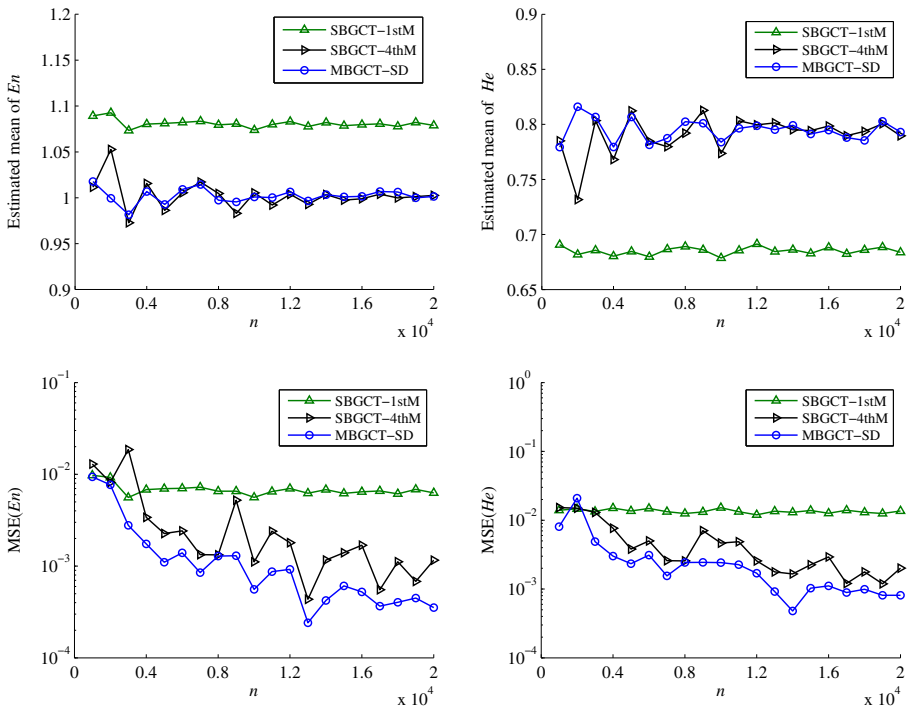 1.2
1.15
1.1
1.05
1
0.95
0.9
Estimated mean of En
SBGCT−1stM
SBGCT−4thM
MBGCT−SD
0
0.4
0.8
1.2
1.6
2
n
x 10^4
0.9
0.85
0.8
0.75
0.7
0.65
Estimated mean of He
SBGCT−1stM
SBGCT−4thM
MBGCT−SD
0
0.4
0.8
1.2
1.6
2
n
x 10^4
10^−1
10^−2
10^−3
10^−4
MSE(En)
SBGCT−1stM
SBGCT−4thM
MBGCT−SD
0
0.4
0.8
1.2
1.6
2
n
x 10^4
10^0
10^−1
10^−2
10^−3
10^−4
MSE(He)
SBGCT−1stM
SBGCT−4thM
MBGCT−SD
0
0.4
0.8
1.2
1.6
2
n
x 10^4